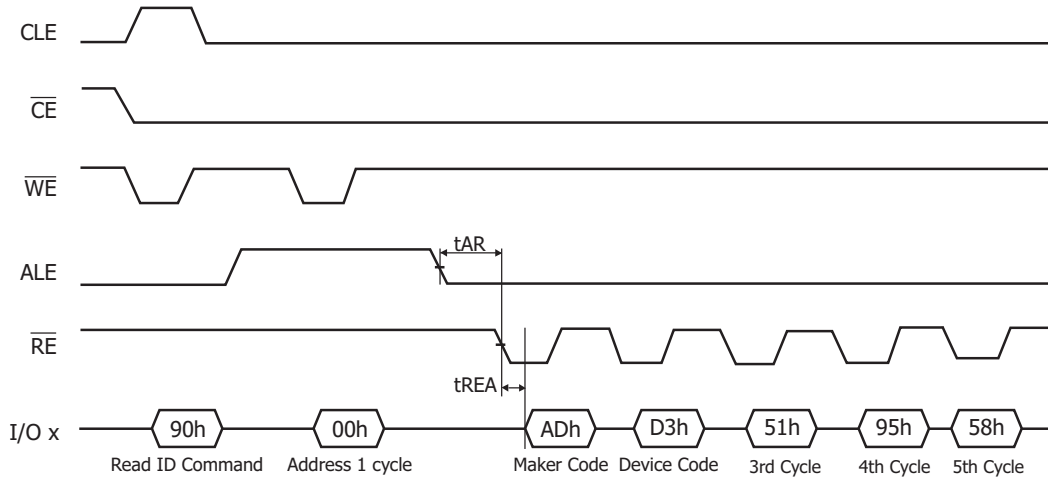 CLE
CE
WE
ALE
tAR
RE
tREA
I/O x
90h 00h ADh D3h 51h 95h 58h
Read ID Command Address 1 cycle Maker Code Device Code 3rd Cycle 4th Cycle 5th Cycle